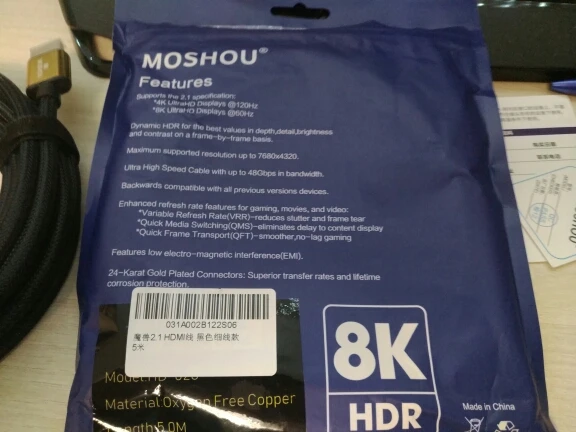 MOSHOU®
Features
Supports the 2.1 specification:
*4K UltraHD Displays @120Hz
*8K UltraHD Displays @60Hz
Dynamic HDR for the best values in depth,detail,brightness
and contrast on a frame-by-frame basis.
Maximum supported resolution up to 7680x4320.
Ultra High Speed Cable with up to 48Gbps in bandwidth.
Backwards compatible with all previous versions devices.
Enhanced refresh rate features for gaming, movies, and video:
*Variable Refresh Rate(VRR)-reduces stutter and frame tear
*Quick Media Switching(QMS)-eliminates delay to content display
*Quick Frame Transport(QFT)-smoother,no-lag gaming
Features low electro-magnetic interference(EMI).
24-Karat Gold Plated Connectors: Superior transfer rates and lifetime
corrosion protection.
031A002B122S06
魔兽2.1 HDMI线 黑色细线款
5米
Material:Oxygen Free Copper
Length:5.0M
8K
HDR
Made in China